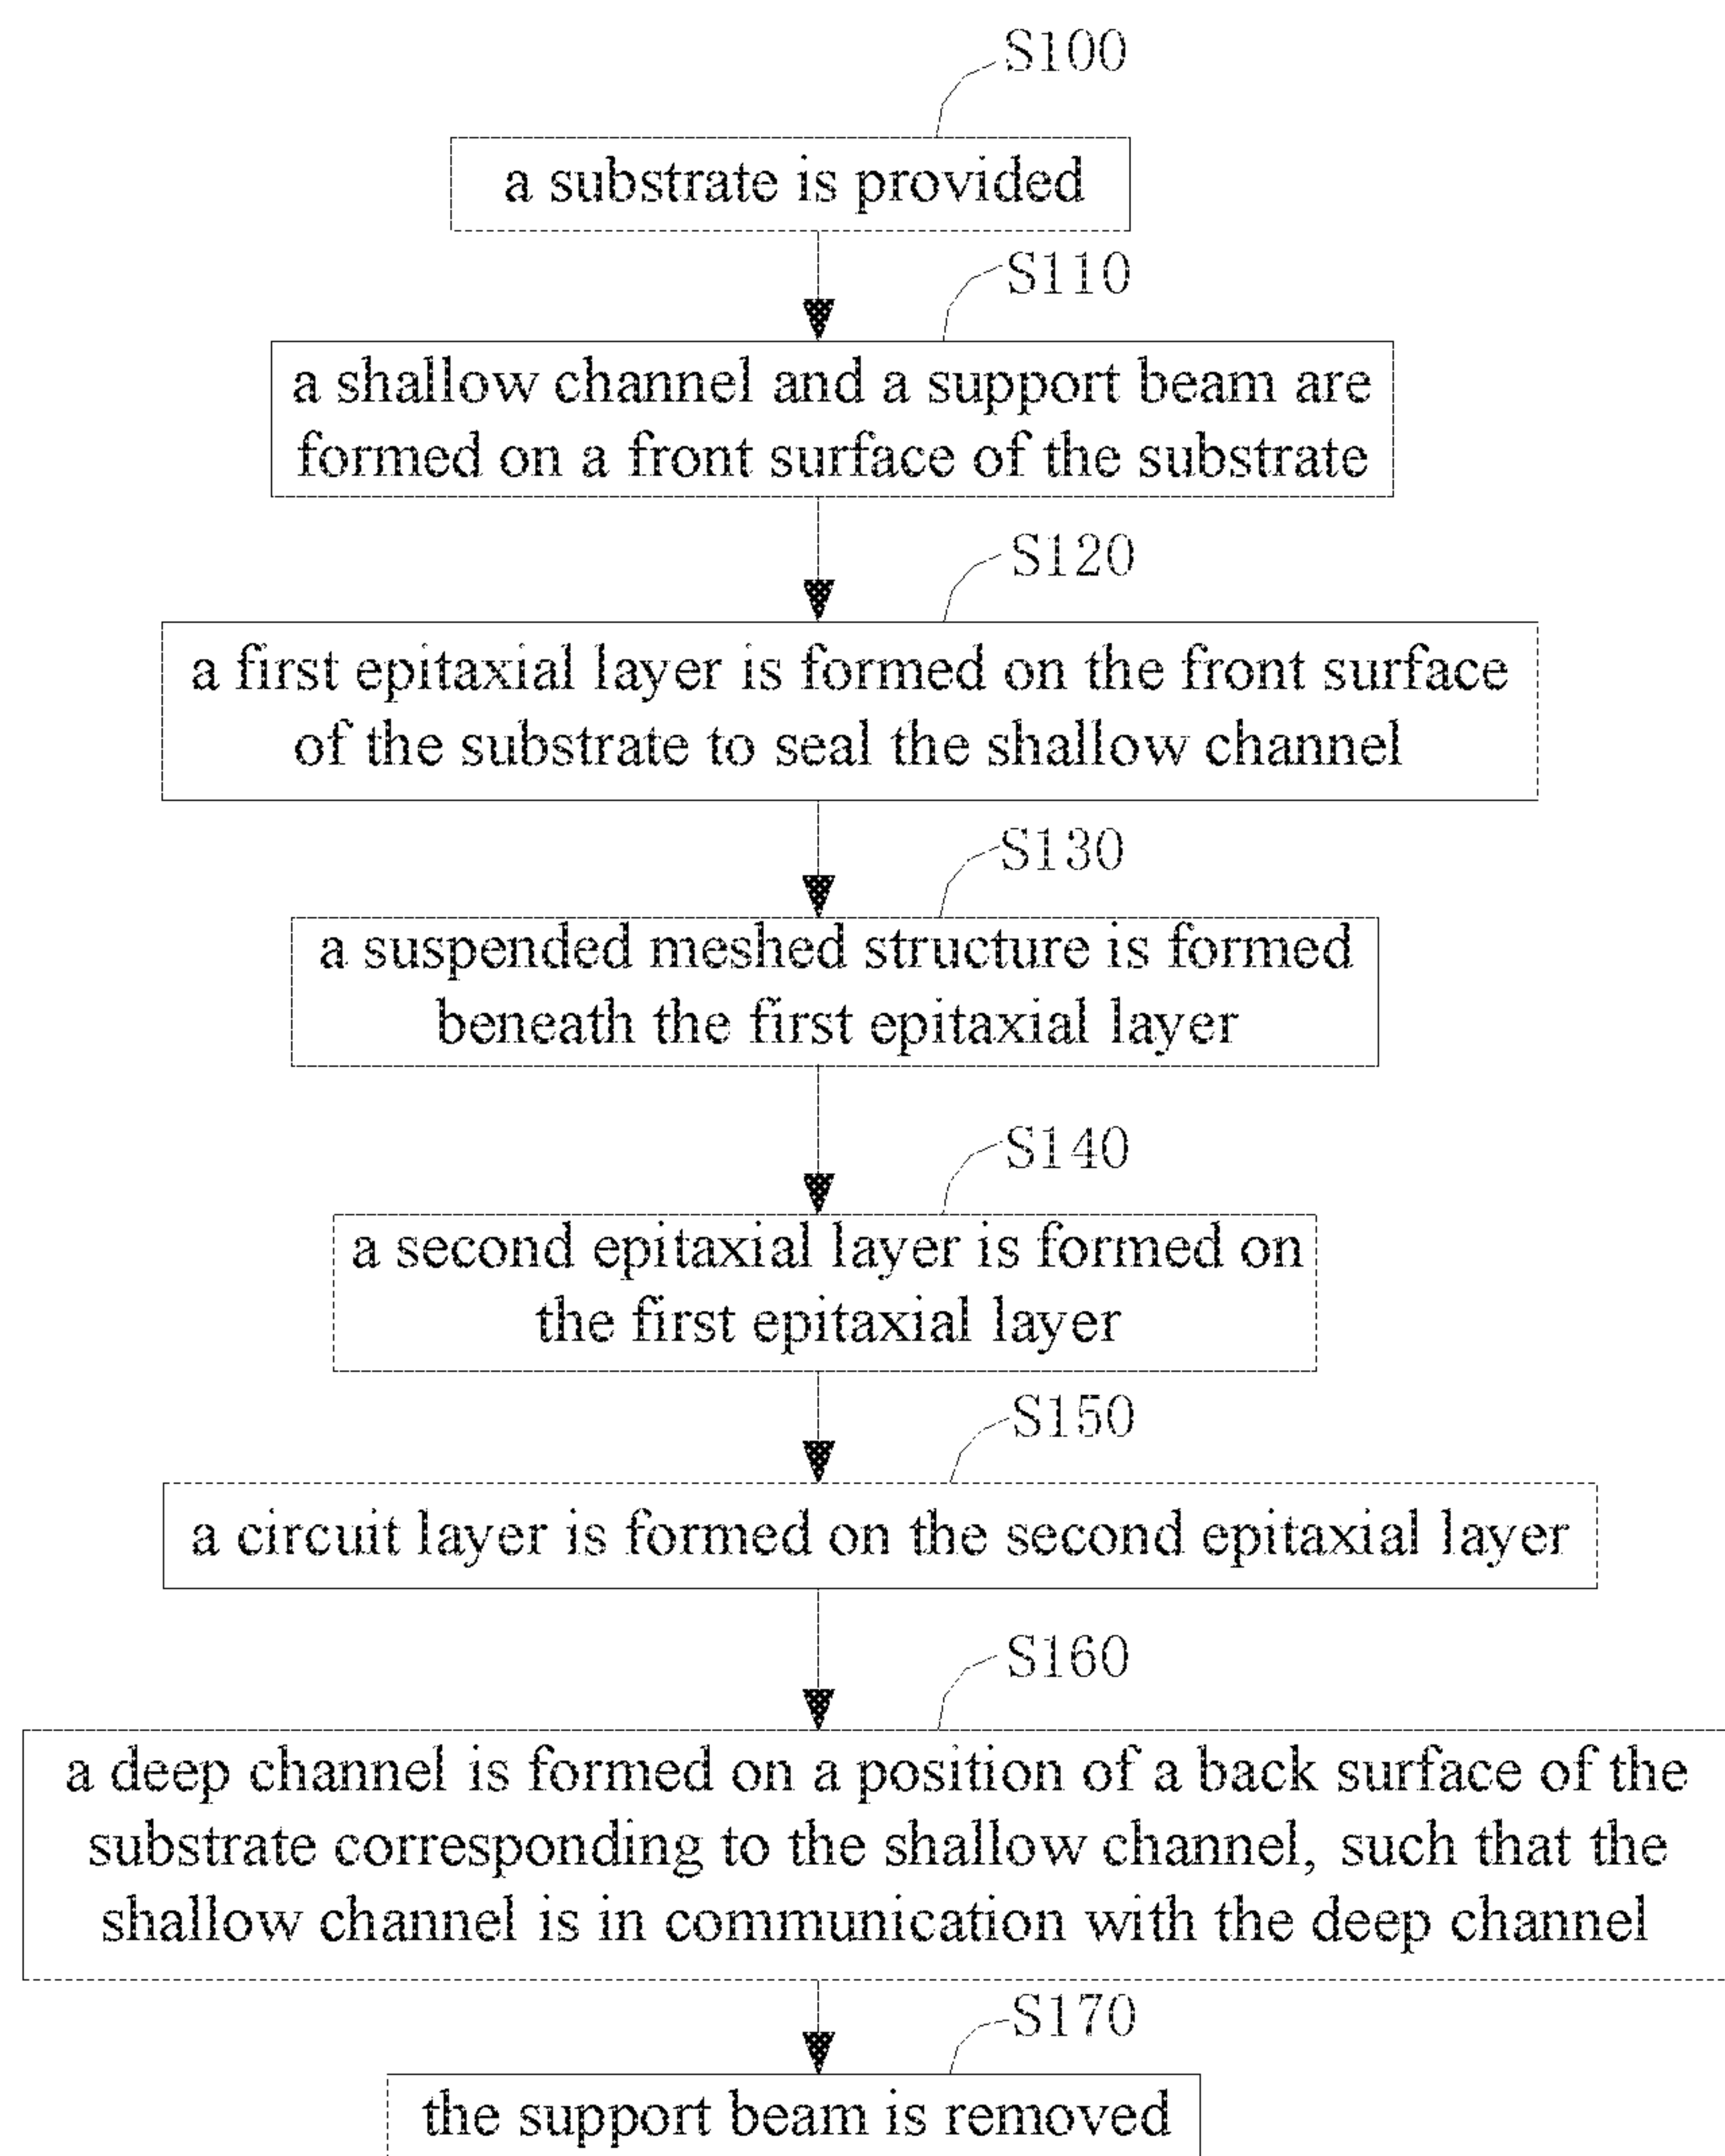 S100
a substrate is provided
S110
a shallow channel and a support beam are
formed on a front surface of the substrate
S120
a first epitaxial layer is formed on the front surface
of the substrate to seal the shallow channel
S130
a suspended meshed structure is formed
beneath the first epitaxial layer
S140
a second epitaxial layer is formed on
the first epitaxial layer
S150
a circuit layer is formed on the second epitaxial layer
S160
a deep channel is formed on a position of a back surface of the
substrate corresponding to the shallow channel, such that the
shallow channel is in communication with the deep channel
S170
the support beam is removed